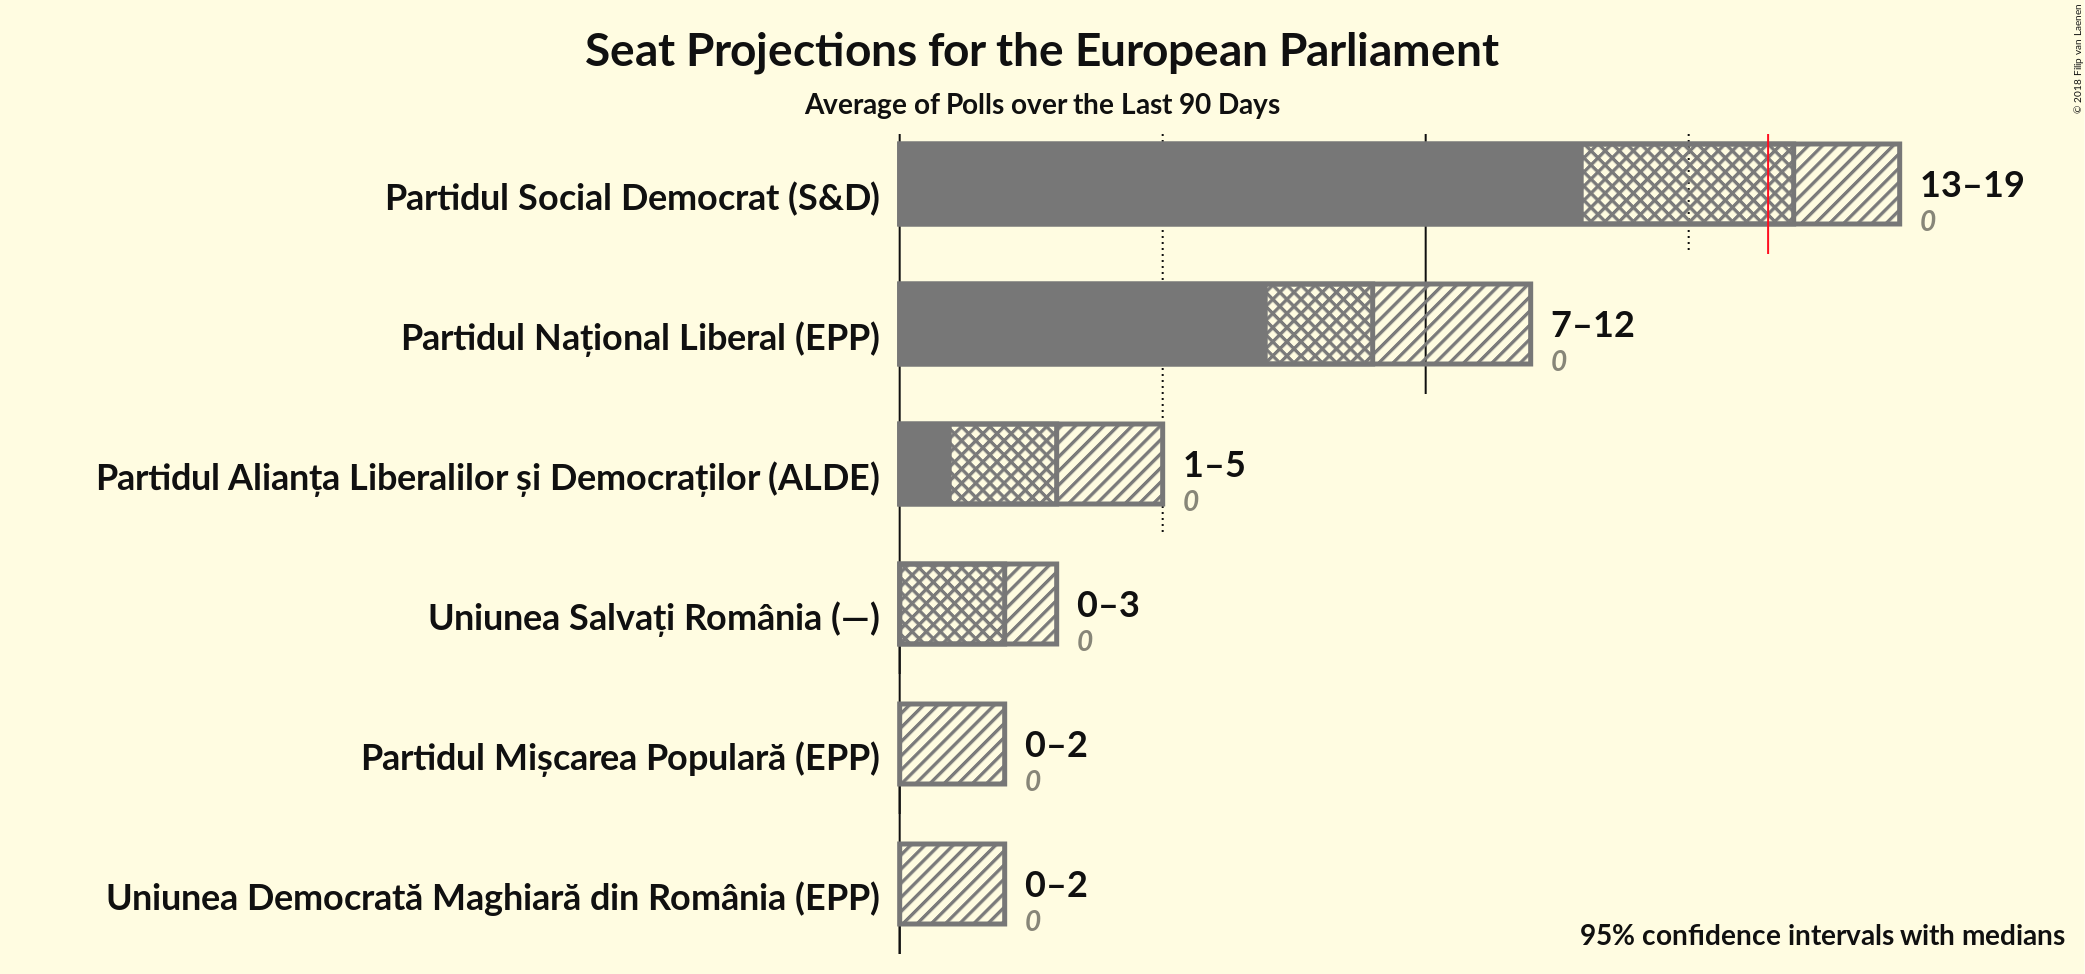 Seat Projections for the European Parliament
Average of Polls over the Last 90 Days
© 2018 Filip van Laenen
Partidul Social Democrat (S&D)
13–19
0
Partidul Național Liberal (EPP)
7–12
0
Partidul Alianța Liberalilor și Democraților (ALDE)
1–5
0
Uniunea Salvați România (—)
0–3
0
Partidul Mișcarea Populară (EPP)
0–2
0
Uniunea Democrată Maghiară din România (EPP)
0–2
0
95% confidence intervals with medians